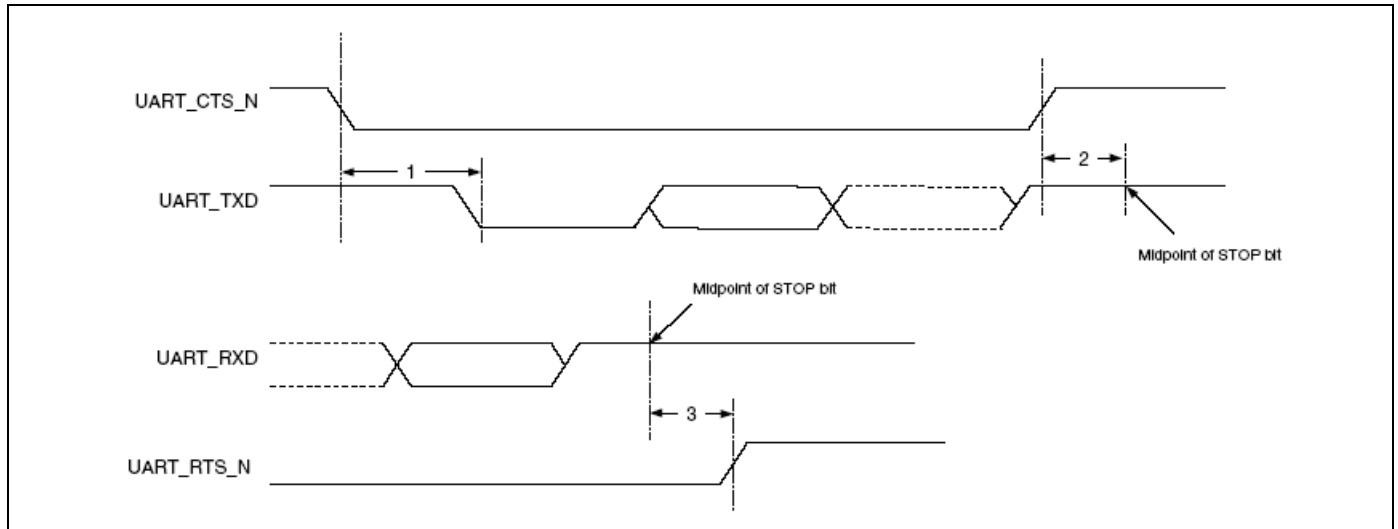 UART_CTS_N
1
2
UART_TXD
Midpoint of STOP bit
Midpoint of STOP bit
UART_RXD
3
UART_RTS_N